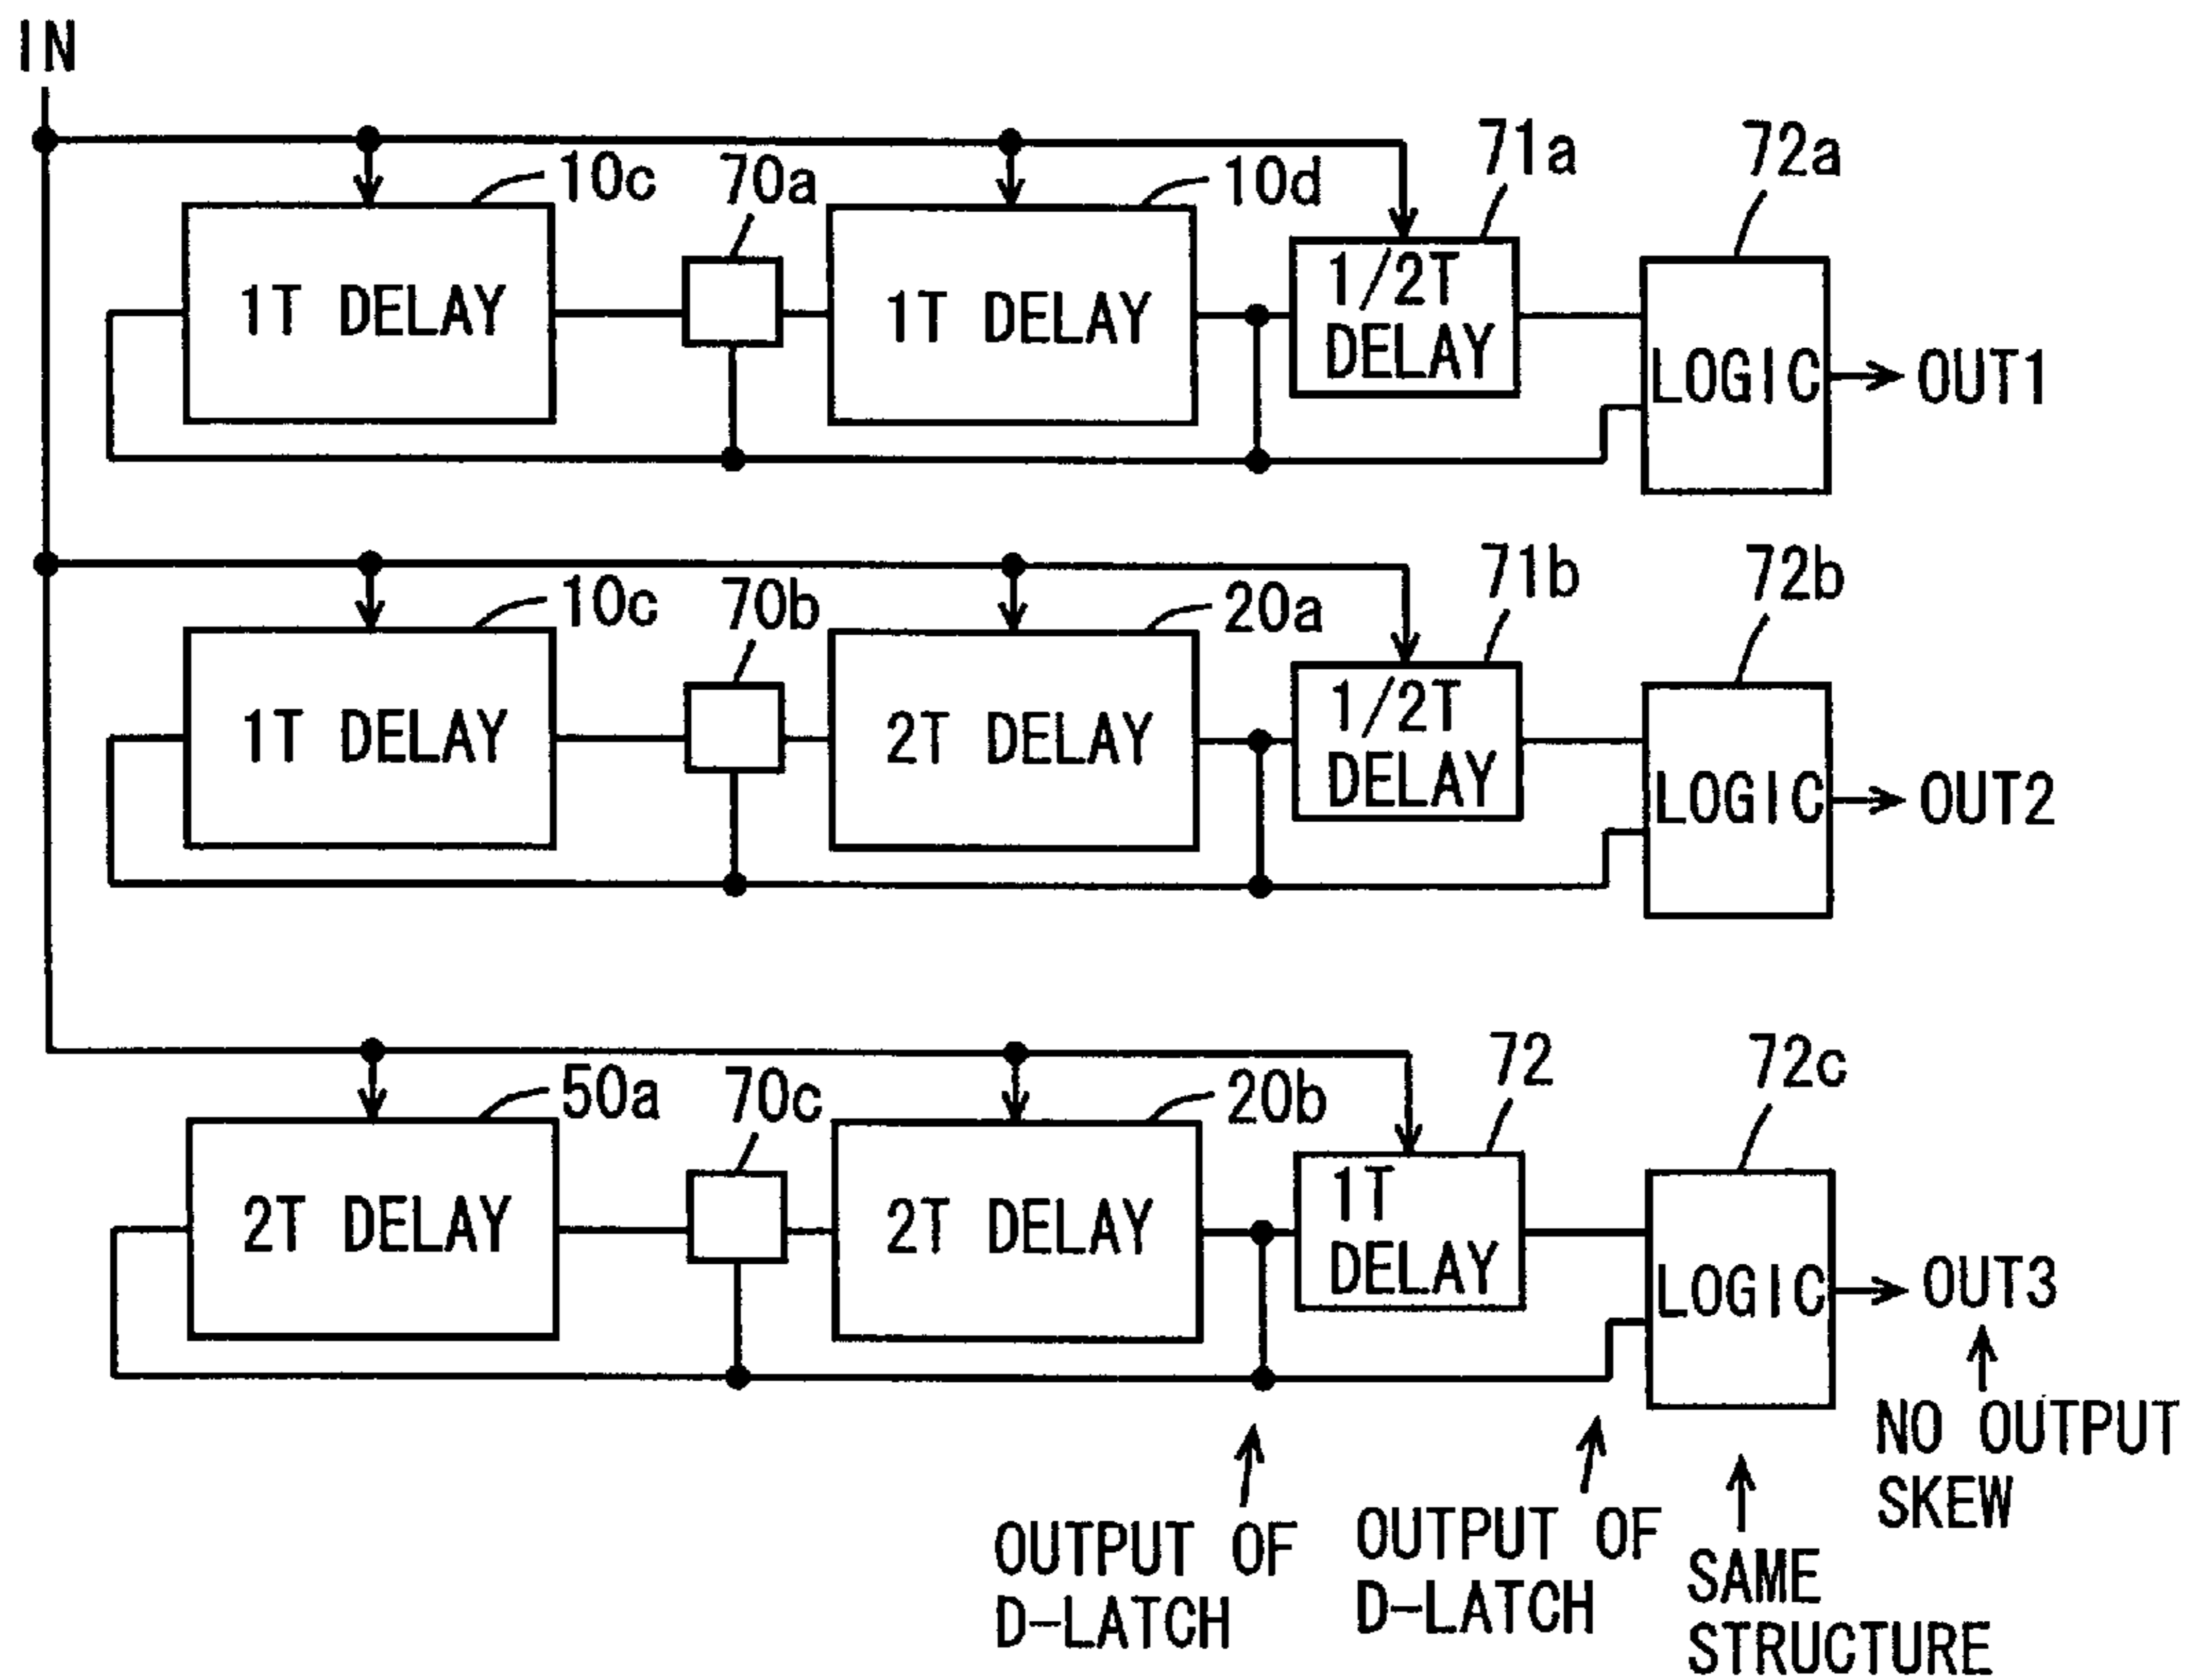 IN
10c
70a
10d
71a
72a
1T DELAY
1T DELAY
1/2T
DELAY
LOGIC
OUT1
10c
70b
20a
71b
72b
1T DELAY
2T DELAY
1/2T
DELAY
LOGIC
OUT2
50a
70c
20b
72
72c
2T DELAY
2T DELAY
1T
DELAY
LOGIC
OUT3
NO OUTPUT
SKEW
OUTPUT OF
D-LATCH
OUTPUT OF
D-LATCH
SAME
STRUCTURE